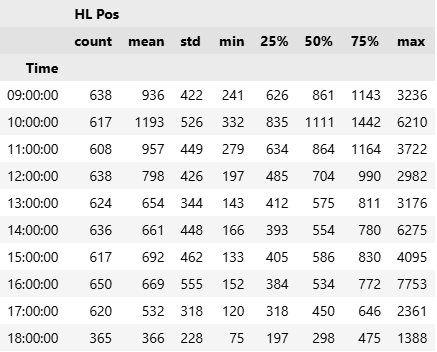 HL Pos
count mean std min 25% 50% 75% max
Time
09:00:00 638 936 422 241 626 861 1143 3236
10:00:00 617 1193 526 332 835 1111 1442 6210
11:00:00 608 957 449 279 634 864 1164 3722
12:00:00 638 798 426 197 485 704 990 2982
13:00:00 624 654 344 143 412 575 811 3176
14:00:00 636 661 448 166 393 554 780 6275
15:00:00 617 692 462 133 405 586 830 4095
16:00:00 650 669 555 152 384 534 772 7753
17:00:00 620 532 318 120 318 450 646 2361
18:00:00 365 366 228 75 197 298 475 1388